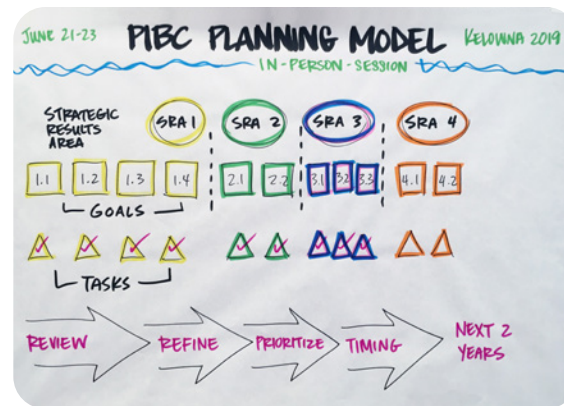 JUNE 21-23 PIBC PLANNING MODEL KELOWNA 2019
IN-PERSON-SESSION
STRATEGIC
RESULTS
AREA
SRA 1 SRA 2 SRA 3 SRA 4
1.1 1.2 1.3 1.4 2.1 2.2 3.1 3.2 3.3 4.1 4.2
GOALS
TASKS
REVIEW REFINE PRIORITIZE TIMING
NEXT 2
YEARS